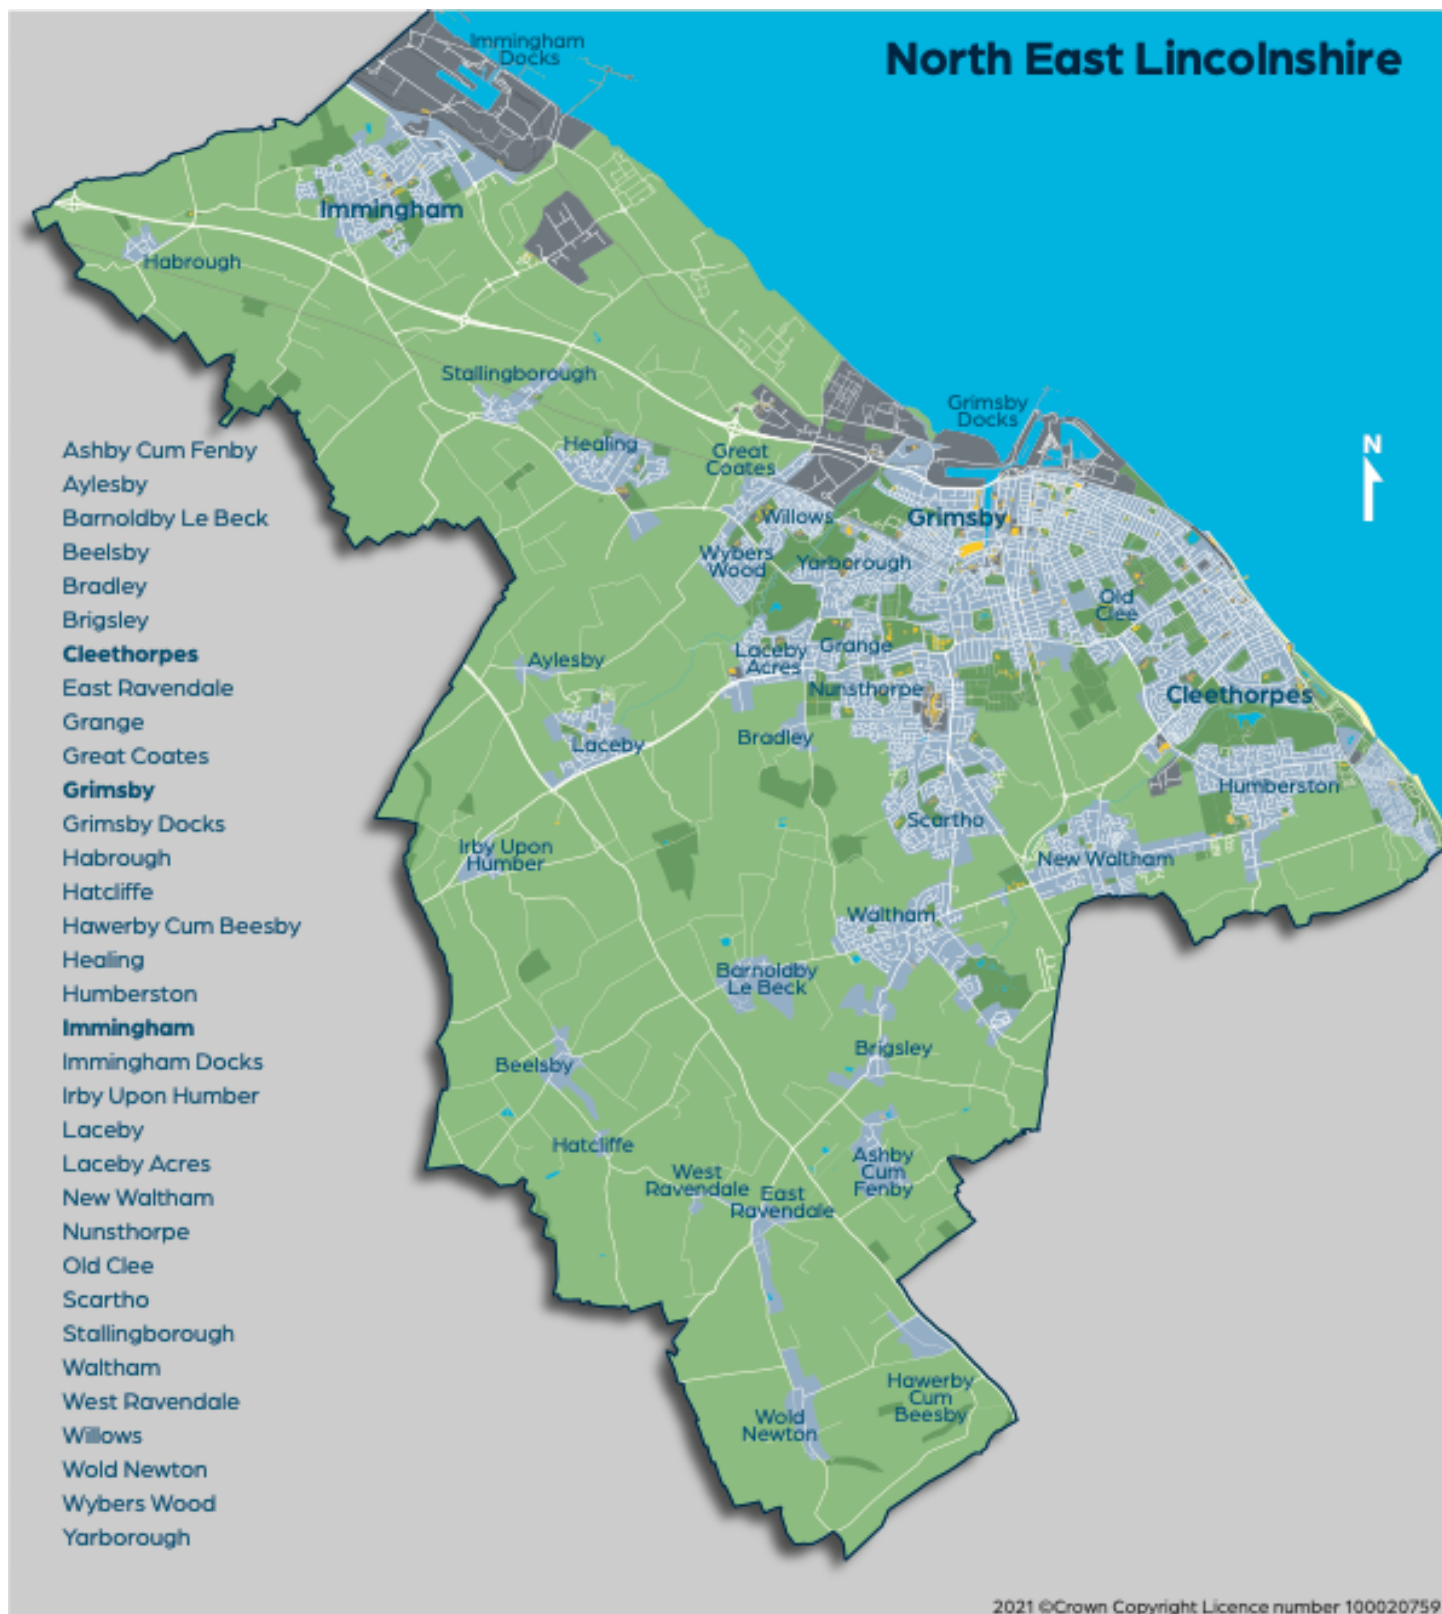 North East Lincolnshire
Immingham
Docks
Immingham
Habrough
Stallingborough
Healing
Great
Coates
Grimsby
Docks
N
Willows
Grimsby
Wybers
Wood
Yarborough
Old
Clee
Aylesby
Laceby
Acres
Grange
Nunsthorpe
Cleethorpes
Laceby
Bradley
Humberston
Scartho
Irby Upon
Humber
New Waltham
Waltham
Barnoldby
Le Beck
Beelsby
Brigsley
Hatcliffe
Ashby
Cum
Fenby
West
Ravendale
East
Ravendale
Hawerby
Cum
Beesby
Wold
Newton
Ashby Cum Fenby
Aylesby
Barnoldby Le Beck
Beelsby
Bradley
Brigsley
Cleethorpes
East Ravendale
Grange
Great Coates
Grimsby
Grimsby Docks
Habrough
Hatcliffe
Hawerby Cum Beesby
Healing
Humberston
Immingham
Immingham Docks
Irby Upon Humber
Laceby
Laceby Acres
New Waltham
Nunsthorpe
Old Clee
Scartho
Stallingborough
Waltham
West Ravendale
Willows
Wold Newton
Wybers Wood
Yarborough
2021 ©Crown Copyright Licence number 100020759